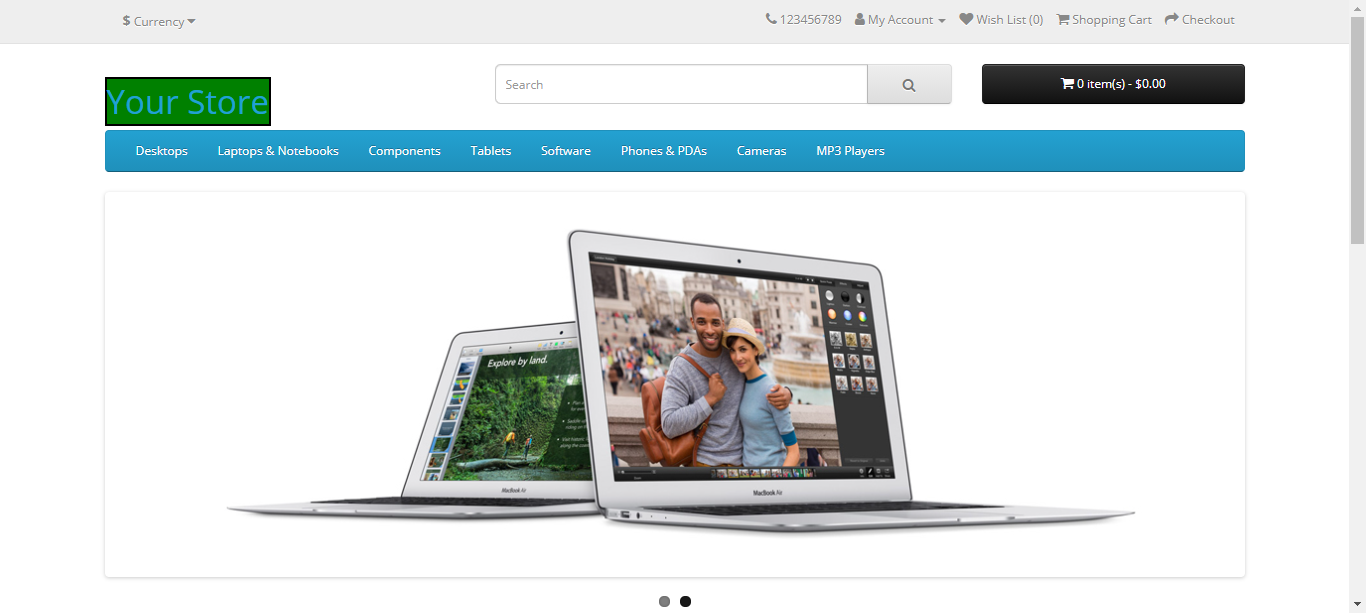 $ Currency
123456789 My Account Wish List (0) Shopping Cart Checkout
Your Store
Search
0 item(s) - $0.00
Desktops Laptops & Notebooks Components Tablets Software Phones & PDAs Cameras MP3 Players
Explore by land.
MacBook Air
MacBook Air